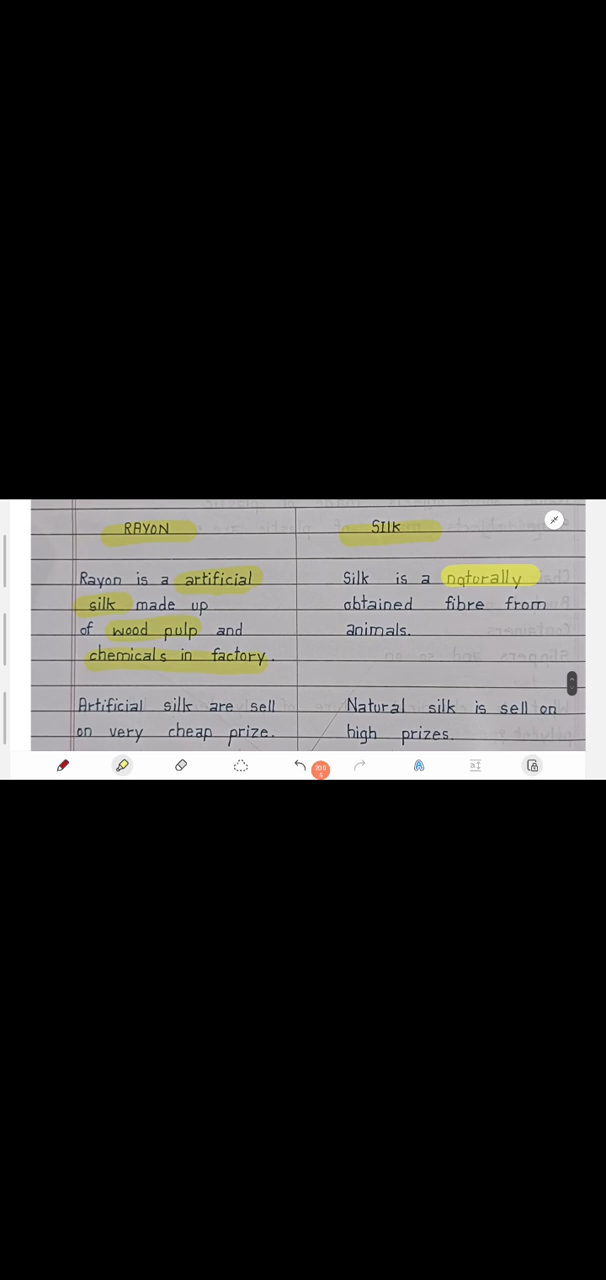 RAYON
SILK
Rayon is a artificial
silk made up
of wood pulp and
chemicals in factory.
Silk is a naturally
obtained fibre from
animals.
Artificial silk are sell
on very cheap prize.
Natural silk is sell on
high prizes.